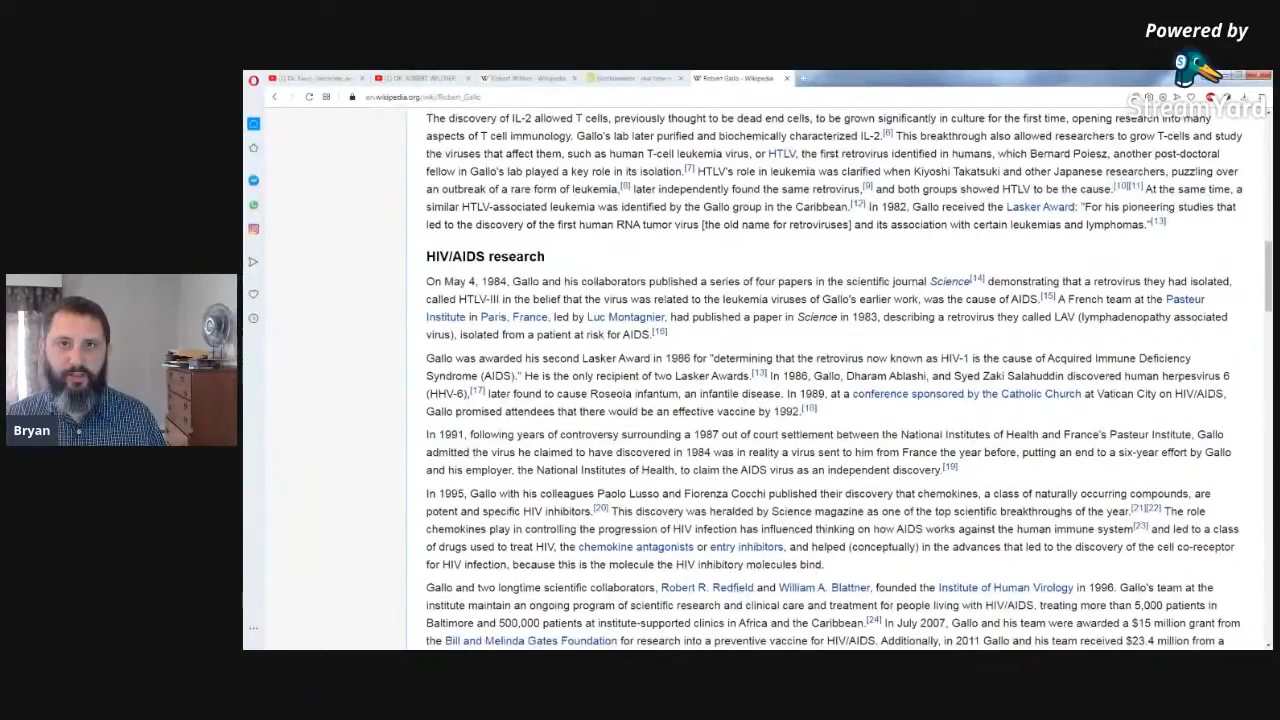 Powered by
StreamYard
(1) DR. ROBERT WILLNER
Robert Willner - Wikipedia
Robert Gallo - Wikipedia
en.wikipedia.org/wiki/Robert_Gallo
The discovery of IL-2 allowed T cells, previously thought to be dead end cells, to be grown significantly in culture for the first time, opening research into many
aspects of T cell immunology. Gallo's lab later purified and biochemically characterized IL-2.[6] This breakthrough also allowed researchers to grow T-cells and study
the viruses that affect them, such as human T-cell leukemia virus, or HTLV, the first retrovirus identified in humans, which Bernard Poiesz, another post-doctoral
fellow in Gallo's lab played a key role in its isolation.[7] HTLV's role in leukemia was clarified when Kiyoshi Takatsuki and other Japanese researchers, puzzling over
an outbreak of a rare form of leukemia,[8] later independently found the same retrovirus,[9] and both groups showed HTLV to be the cause.[10][11] At the same time, a
similar HTLV-associated leukemia was identified by the Gallo group in the Caribbean.[12] In 1982, Gallo received the Lasker Award: "For his pioneering studies that
led to the discovery of the first human RNA tumor virus [the old name for retroviruses] and its association with certain leukemias and lymphomas."[13]
HIV/AIDS research
On May 4, 1984, Gallo and his collaborators published a series of four papers in the scientific journal Science[14] demonstrating that a retrovirus they had isolated,
called HTLV-III in the belief that the virus was related to the leukemia viruses of Gallo's earlier work, was the cause of AIDS.[15] A French team at the Pasteur
Institute in Paris, France, led by Luc Montagnier, had published a paper in Science in 1983, describing a retrovirus they called LAV (lymphadenopathy associated
virus), isolated from a patient at risk for AIDS.[16]
Gallo was awarded his second Lasker Award in 1986 for "determining that the retrovirus now known as HIV-1 is the cause of Acquired Immune Deficiency
Syndrome (AIDS)." He is the only recipient of two Lasker Awards.[13] In 1986, Gallo, Dharam Ablashi, and Syed Zaki Salahuddin discovered human herpesvirus 6
(HHV-6),[17] later found to cause Roseola infantum, an infantile disease. In 1989, at a conference sponsored by the Catholic Church at Vatican City on HIV/AIDS,
Gallo promised attendees that there would be an effective vaccine by 1992.[18]
In 1991, following years of controversy surrounding a 1987 out of court settlement between the National Institutes of Health and France's Pasteur Institute, Gallo
admitted the virus he claimed to have discovered in 1984 was in reality a virus sent to him from France the year before, putting an end to a six-year effort by Gallo
and his employer, the National Institutes of Health, to claim the AIDS virus as an independent discovery.[19]
In 1995, Gallo with his colleagues Paolo Lusso and Fiorenza Cocchi published their discovery that chemokines, a class of naturally occurring compounds, are
potent and specific HIV inhibitors.[20] This discovery was heralded by Science magazine as one of the top scientific breakthroughs of the year.[21][22] The role
chemokines play in controlling the progression of HIV infection has influenced thinking on how AIDS works against the human immune system[23] and led to a class
of drugs used to treat HIV, the chemokine antagonists or entry inhibitors, and helped (conceptually) in the advances that led to the discovery of the cell co-receptor
for HIV infection, because this is the molecule the HIV inhibitory molecules bind.
Gallo and two longtime scientific collaborators, Robert R. Redfield and William A. Blattner, founded the Institute of Human Virology in 1996. Gallo's team at the
institute maintain an ongoing program of scientific research and clinical care and treatment for people living with HIV/AIDS, treating more than 5,000 patients in
Baltimore and 500,000 patients at institute-supported clinics in Africa and the Caribbean.[24] In July 2007, Gallo and his team were awarded a $15 million grant from
the Bill and Melinda Gates Foundation for research into a preventive vaccine for HIV/AIDS. Additionally, in 2011 Gallo and his team received $23.4 million from a
Bryan